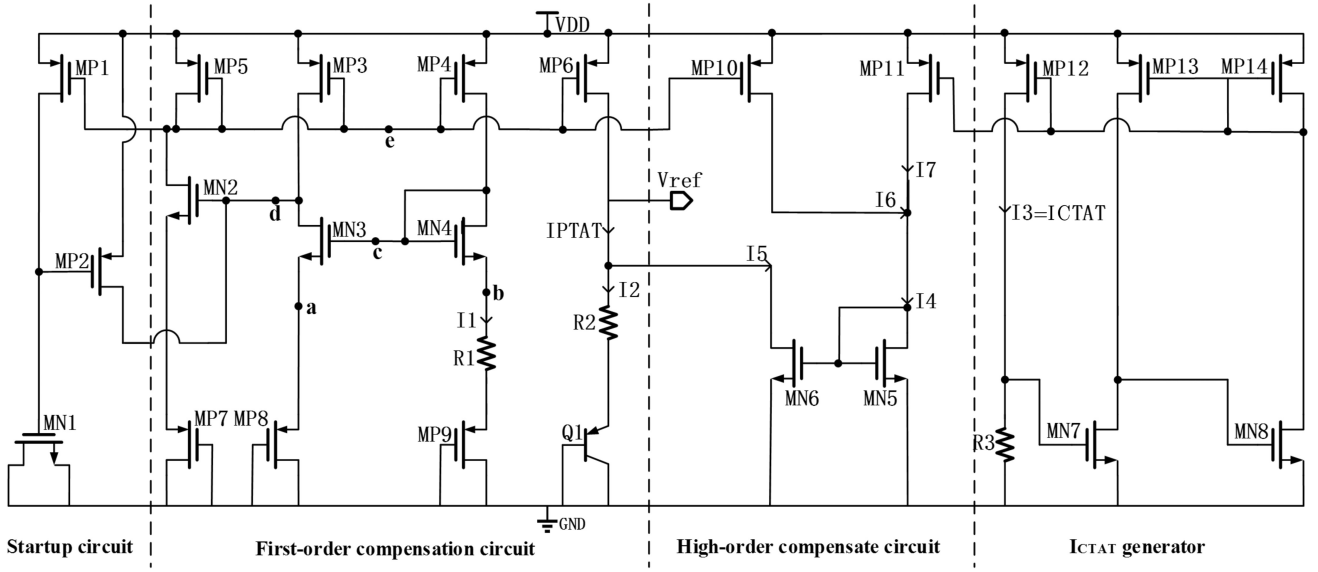 VDD
MP1
MP5
MP3
MP4
MP6
MP10
MP11
MP12
MP13
MP14
e
MN2
d
Vref
I7
I6
I3=ICTAT
MN3
c
MN4
IPTAT
MP2
I5
a
b
I2
I4
I1
R1
R2
MN6
MN5
MN1
MP7
MP8
MP9
Q1
R3
MN7
MN8
GND
Startup circuit
First-order compensation circuit
High-order compensate circuit
ICTAT generator